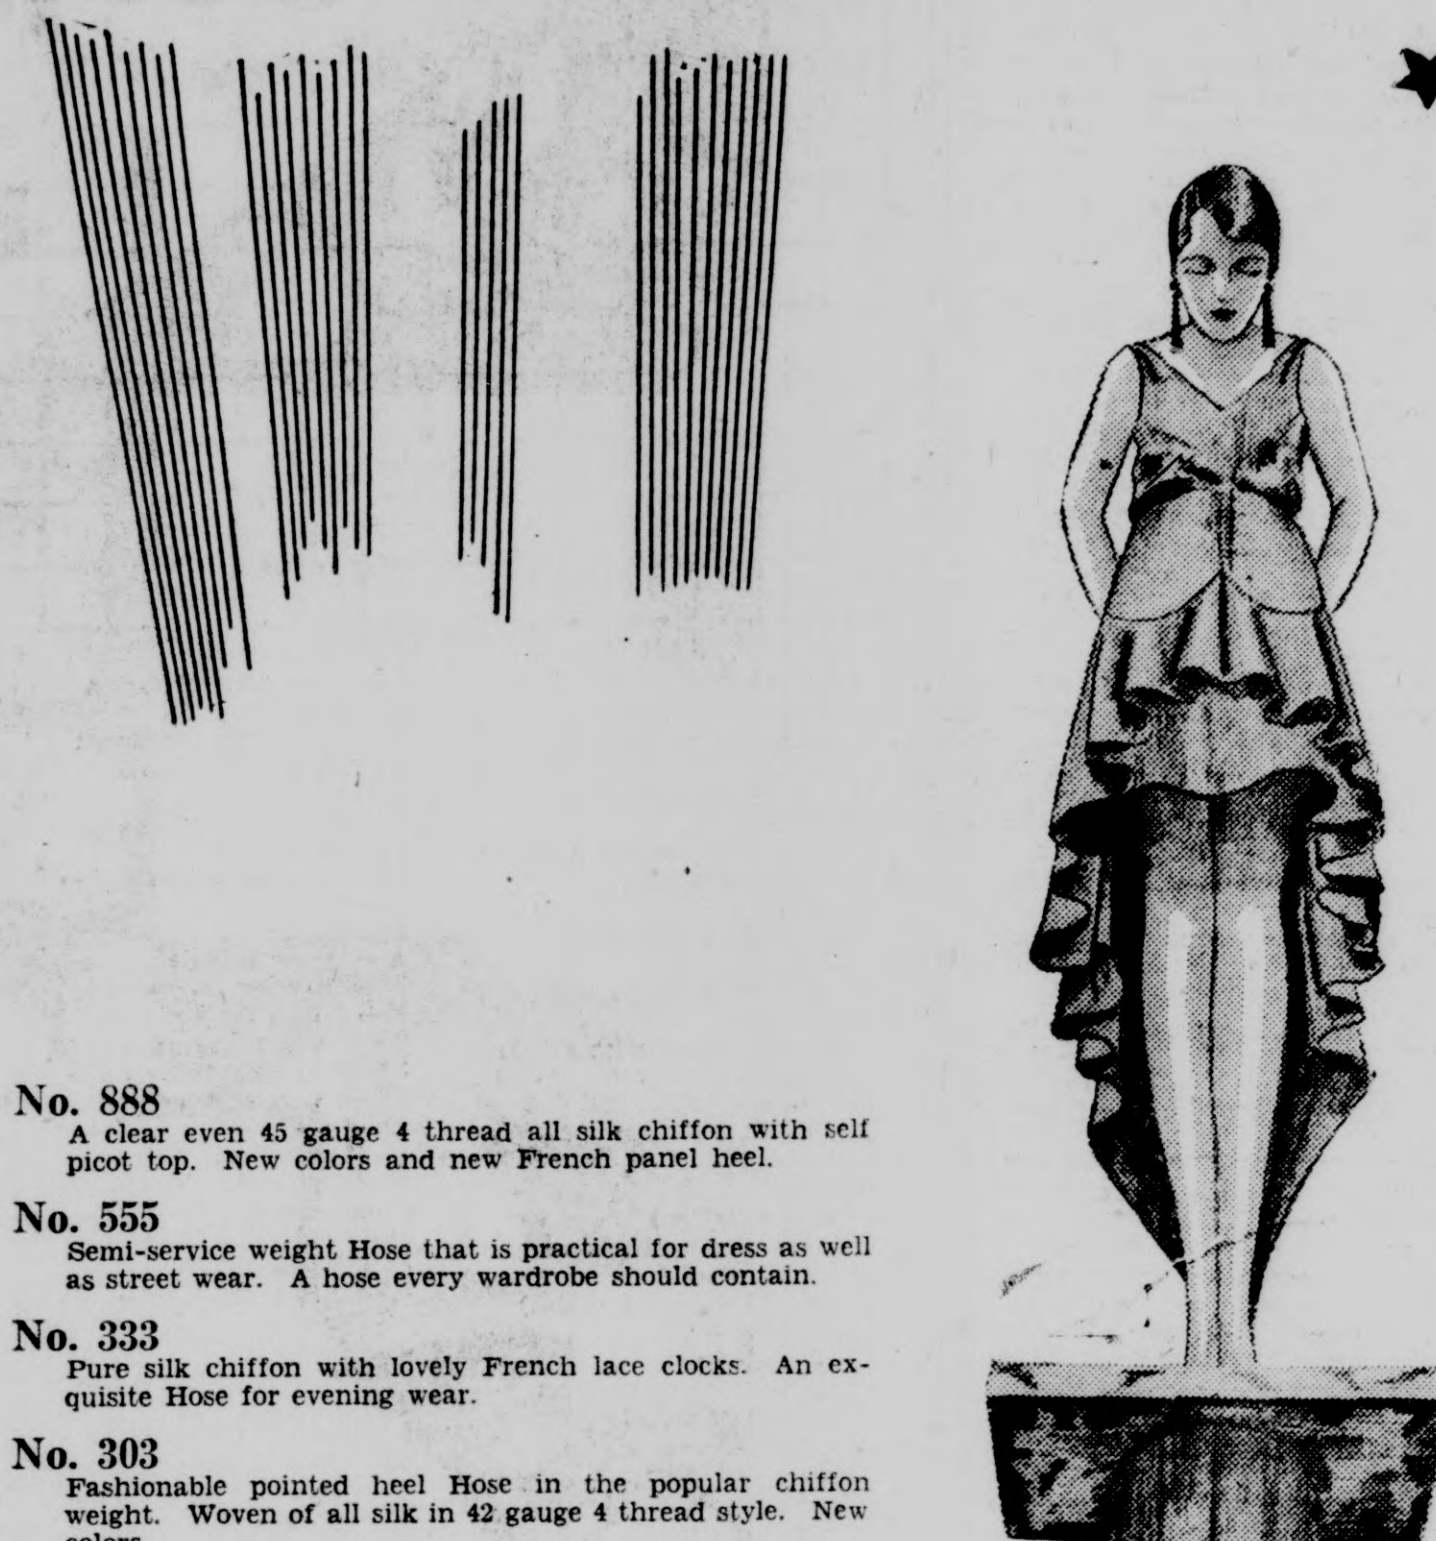 No. 888
A clear even 45 gauge 4 thread all silk chiffon with self
picot top. New colors and new French panel heel.
No. 555
Semi-service weight Hose that is practical for dress as well
as street wear. A hose every wardrobe should contain.
No. 333
Pure silk chiffon with lovely French lace clocks. An ex-
quisite Hose for evening wear.
No. 303
Fashionable pointed heel Hose in the popular chiffon
weight. Woven of all silk in 42 gauge 4 thread style. New
colors.